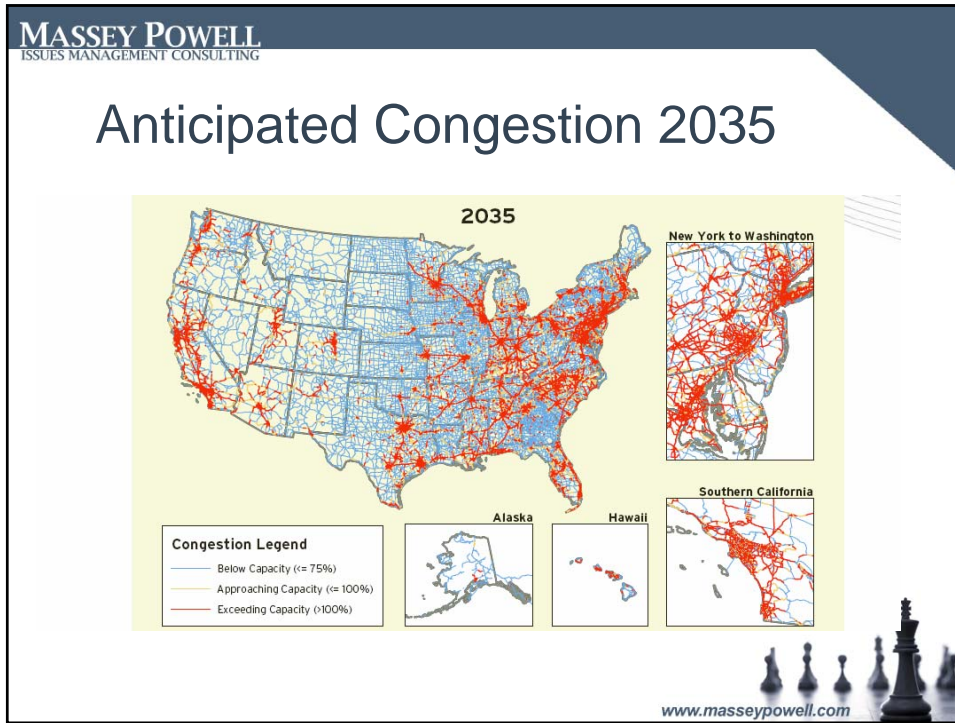 MASSEY POWELL
ISSUES MANAGEMENT CONSULTING
Anticipated Congestion 2035
2035
New York to Washington
Southern California
Alaska
Hawaii
Congestion Legend
Below Capacity (<= 75%)
Approaching Capacity (<= 100%)
Exceeding Capacity (>100%)
www.masseypowell.com